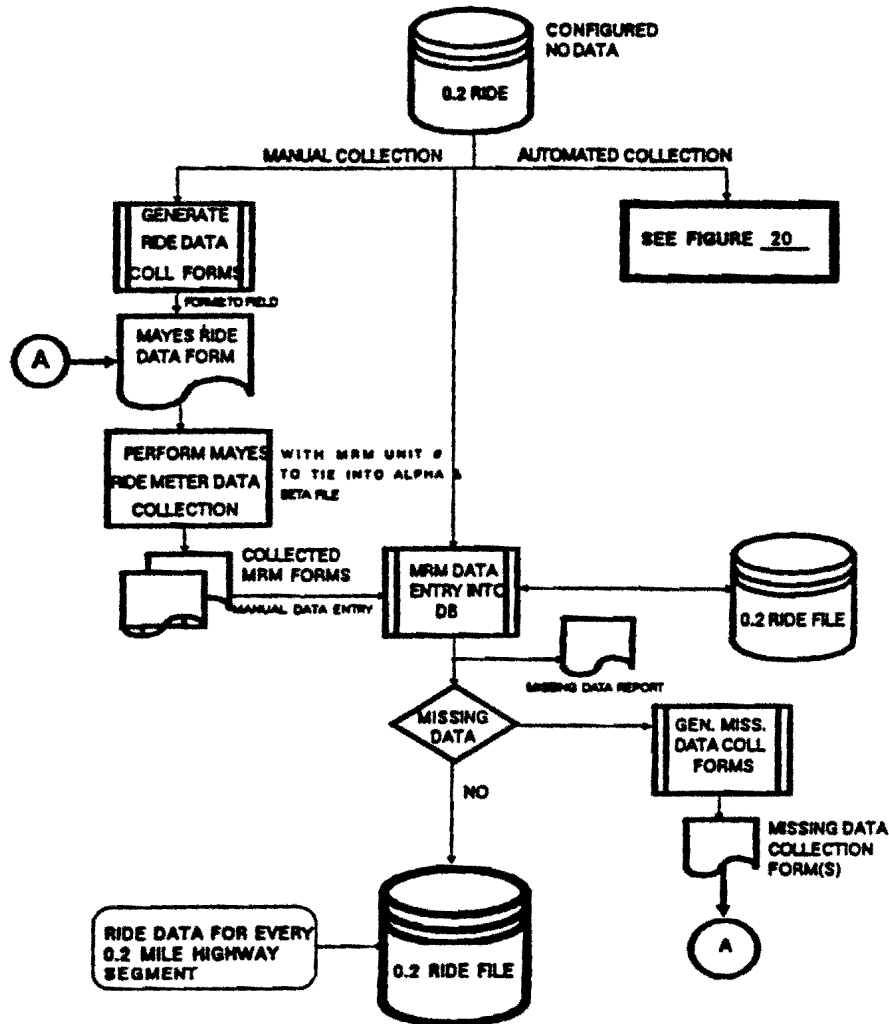 CONFIGURED
NO DATA
0.2 RIDE
MANUAL COLLECTION
AUTOMATED COLLECTION
GENERATE
RIDE DATA
COLL FORMS
SEE FIGURE 20
FORMS TO FIELD
MAYES RIDE
DATA FORM
A
PERFORM MAYES
RIDE METER DATA
COLLECTION
WITH MRM UNIT #
TO TIE INTO ALPHA &
BETA FILE
COLLECTED
MRM FORMS
MANUAL DATA ENTRY
MRM DATA
ENTRY INTO
DB
0.2 RIDE FILE
MISSING DATA REPORT
MISSING
DATA
GEN. MISS.
DATA COLL
FORMS
NO
MISSING DATA
COLLECTION
FORM(S)
RIDE DATA FOR EVERY
0.2 MILE HIGHWAY
SEGMENT
0.2 RIDE FILE
A